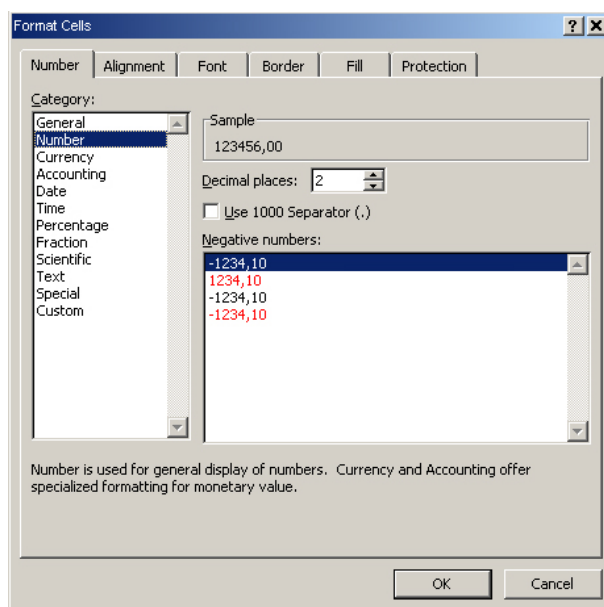 Format Cells
Number Alignment Font Border Fill Protection
Category:
General
Number
Currency
Accounting
Date
Time
Percentage
Fraction
Scientific
Text
Special
Custom
Sample
123456,00
Decimal places: 2
Use 1000 Separator (.)
Negative numbers:
-1234,10
1234,10
-1234,10
-1234,10
Number is used for general display of numbers. Currency and Accounting offer
specialized formatting for monetary value.
OK Cancel